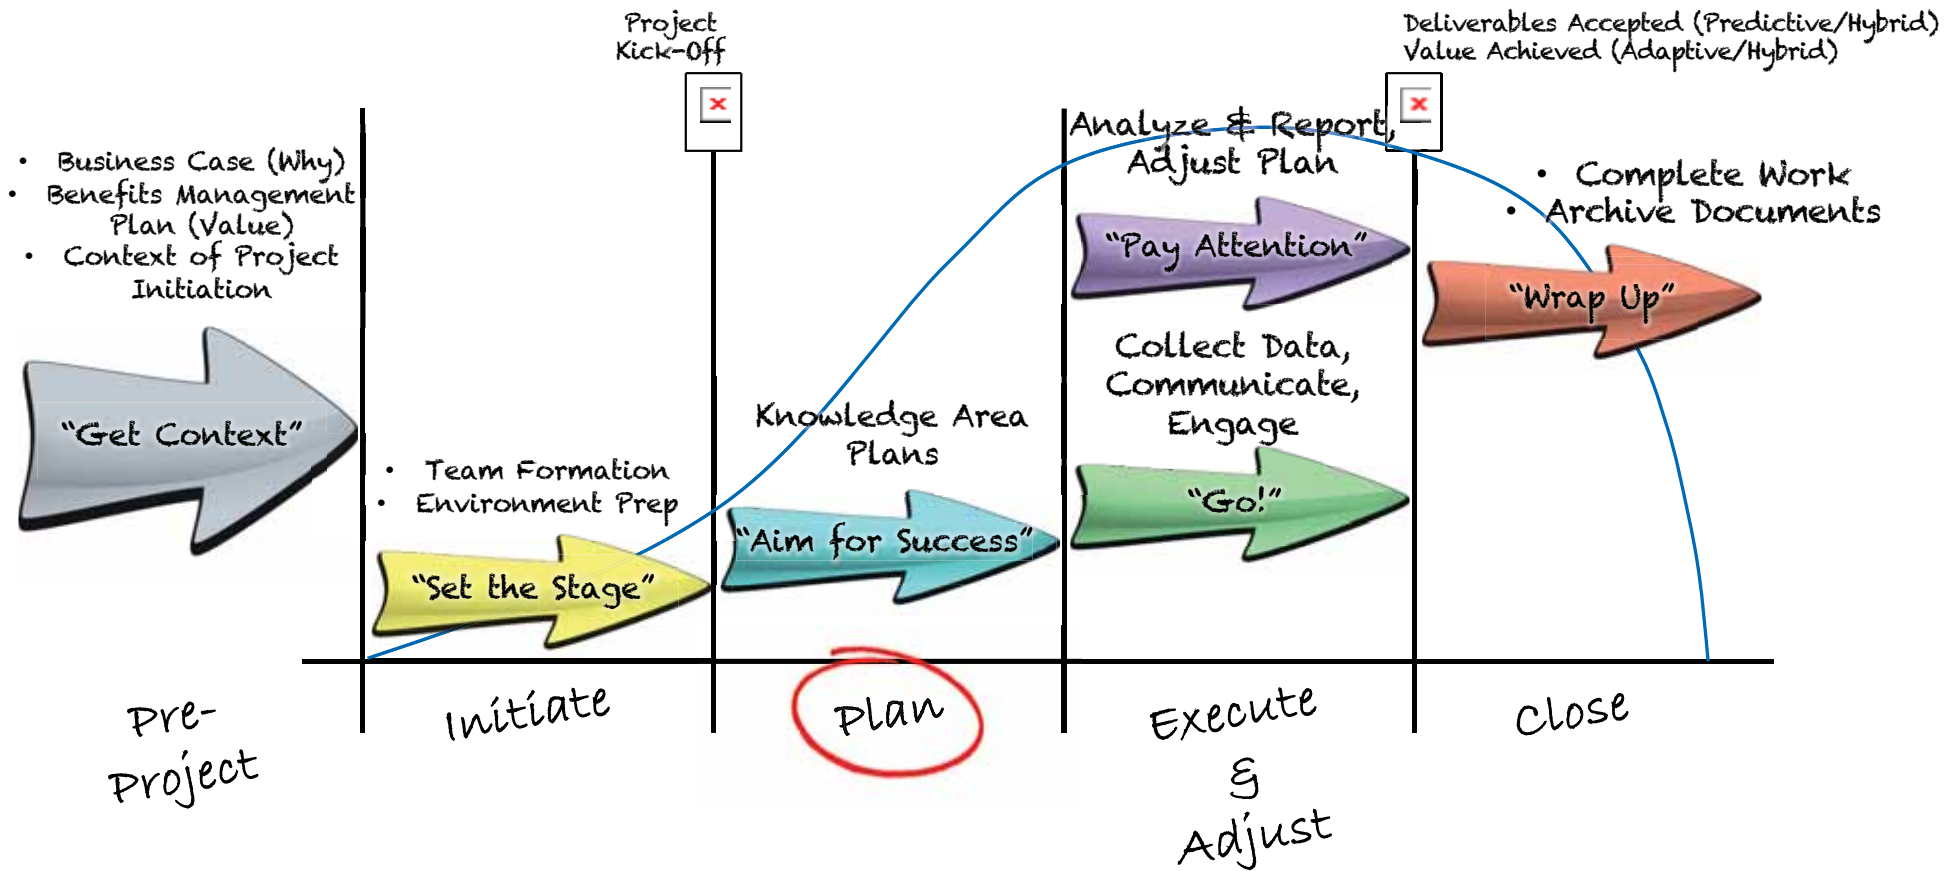 Project
Kick-Off
Deliverables Accepted (Predictive/Hybrid)
Value Achieved (Adaptive/Hybrid)
• Business Case (Why)
• Benefits Management
Plan (Value)
• Context of Project
Initiation
"Get Context"
• Team Formation
• Environment Prep
"Set the Stage"
Knowledge Area
Plans
"Aim for Success"
Analyze & Report,
Adjust Plan
"Pay Attention"
Collect Data,
Communicate,
Engage
"Go!"
• Complete Work
• Archive Documents
"Wrap Up"
Pre-
Project
Initiate
Plan
Execute
&
Adjust
Close